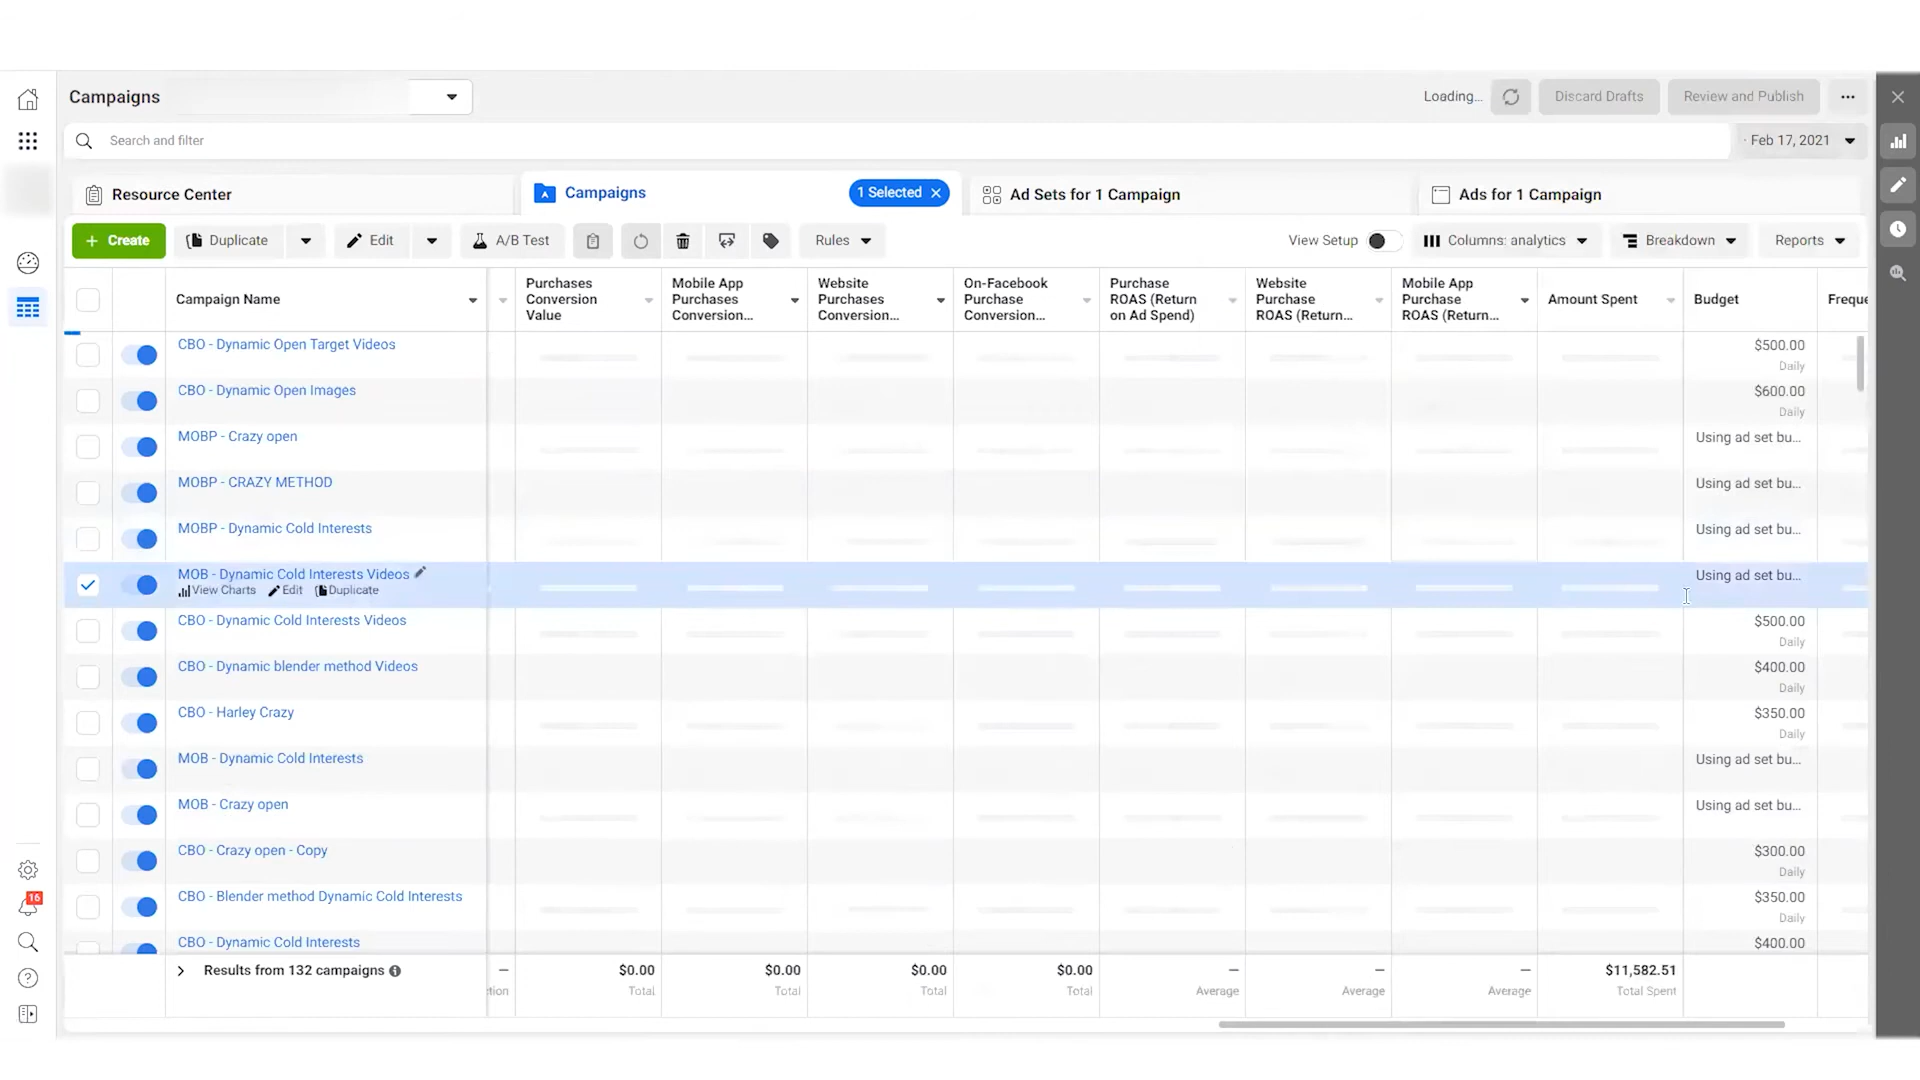 Campaigns
Loading...
Discard Drafts
Review and Publish
Search and filter
Feb 17, 2021
Resource Center
Campaigns
1 Selected
Ad Sets for 1 Campaign
Ads for 1 Campaign
+ Create
Duplicate
Edit
A/B Test
Rules
View Setup
Columns: analytics
Breakdown
Reports
Campaign Name
Purchases Conversion Value
Mobile App Purchases Conversion...
Website Purchases Conversion...
On-Facebook Purchase Conversion...
Purchase ROAS (Return on Ad Spend)
Website Purchase ROAS (Return...
Mobile App Purchase ROAS (Return...
Amount Spent
Budget
Freque
CBO - Dynamic Open Target Videos
$500.00
Daily
CBO - Dynamic Open Images
$600.00
Daily
MOBP - Crazy open
Using ad set bu...
MOBP - CRAZY METHOD
Using ad set bu...
MOBP - Dynamic Cold Interests
Using ad set bu...
MOB - Dynamic Cold Interests Videos
View Charts Edit Duplicate
Using ad set bu...
CBO - Dynamic Cold Interests Videos
$500.00
Daily
CBO - Dynamic blender method Videos
$400.00
Daily
CBO - Harley Crazy
$350.00
Daily
MOB - Dynamic Cold Interests
Using ad set bu...
MOB - Crazy open
Using ad set bu...
CBO - Crazy open - Copy
$300.00
Daily
CBO - Blender method Dynamic Cold Interests
$350.00
Daily
CBO - Dynamic Cold Interests
$400.00
16
Results from 132 campaigns
—
ction
$0.00
Total
$0.00
Total
$0.00
Total
$0.00
Total
—
Average
—
Average
—
Average
$11,582.51
Total Spent